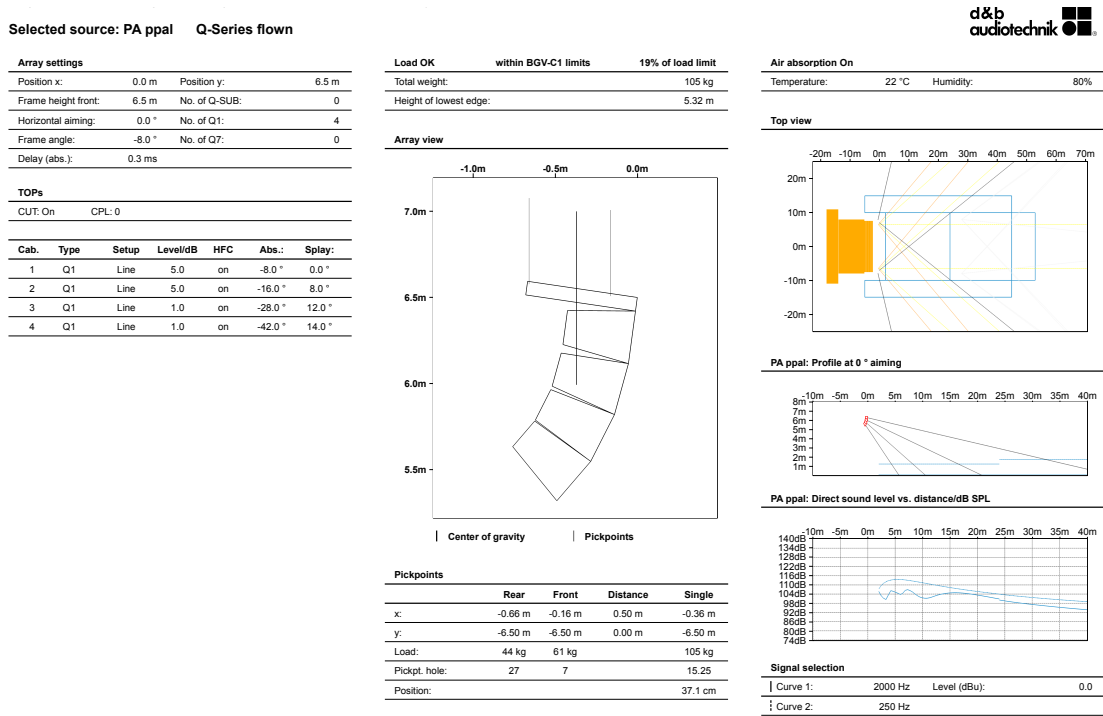 d&b
audiotechnik
Selected source: PA ppal Q-Series flown
Array settings
Position x: 0.0 m Position y: 6.5 m
Frame height front: 6.5 m No. of Q-SUB: 0
Horizontal aiming: 0.0 ° No. of Q1: 4
Frame angle: -8.0 ° No. of Q7: 0
Delay (abs.): 0.3 ms
TOPs
CUT: On CPL: 0
Cab. Type Setup Level/dB HFC Abs.: Splay:
1 Q1 Line 5.0 on -8.0 ° 0.0 °
2 Q1 Line 5.0 on -16.0 ° 8.0 °
3 Q1 Line 1.0 on -28.0 ° 12.0 °
4 Q1 Line 1.0 on -42.0 ° 14.0 °
Load OK within BGV-C1 limits 19% of load limit
Total weight: 105 kg
Height of lowest edge: 5.32 m
Array view
-1.0m -0.5m 0.0m
7.0m
6.5m
6.0m
5.5m
Center of gravity Pickpoints
Pickpoints
Rear Front Distance Single
x: -0.66 m -0.16 m 0.50 m -0.36 m
y: -6.50 m -6.50 m 0.00 m -6.50 m
Load: 44 kg 61 kg 105 kg
Pickpt. hole: 27 7 15.25
Position: 37.1 cm
Air absorption On
Temperature: 22 °C Humidity: 80%
Top view
-20m -10m 0m 10m 20m 30m 40m 50m 60m 70m
20m
10m
0m
-10m
-20m
PA ppal: Profile at 0 ° aiming
-10m -5m 0m 5m 10m 15m 20m 25m 30m 35m 40m
8m
7m
6m
5m
4m
3m
2m
1m
PA ppal: Direct sound level vs. distance/dB SPL
-10m -5m 0m 5m 10m 15m 20m 25m 30m 35m 40m
140dB
134dB
128dB
122dB
116dB
110dB
104dB
98dB
92dB
86dB
80dB
74dB
Signal selection
Curve 1: 2000 Hz Level (dBu): 0.0
Curve 2: 250 Hz